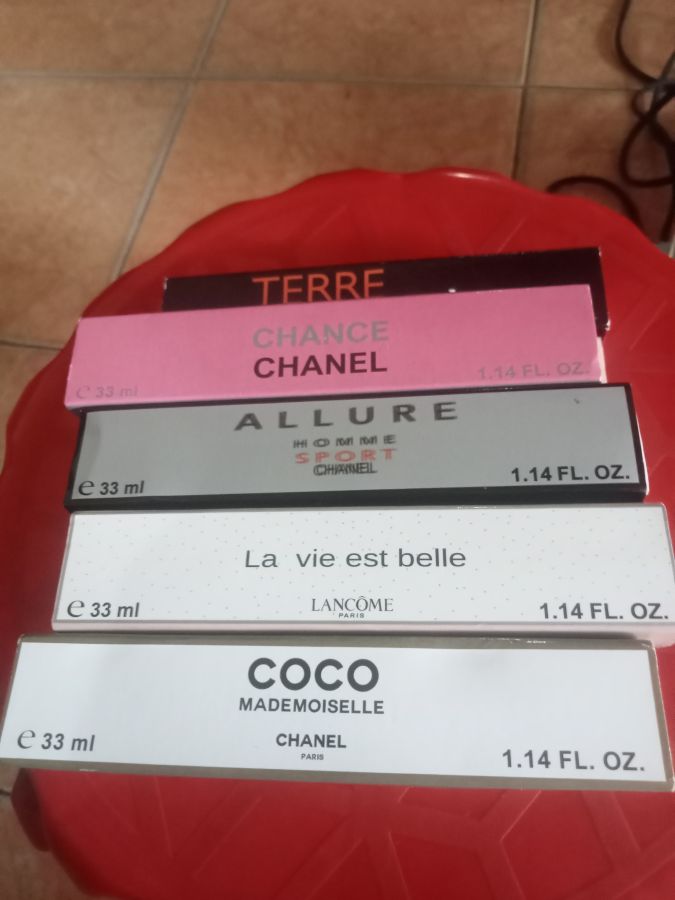 TERRE
CHANCE
CHANEL
℮ 33 ml
1.14 FL. OZ.
ALLURE
HOMME
SPORT
CHANEL
℮ 33 ml
1.14 FL. OZ.
La vie est belle
℮ 33 ml
LANCÔME
PARIS
1.14 FL. OZ.
COCO
MADEMOISELLE
℮ 33 ml
CHANEL
PARIS
1.14 FL. OZ.